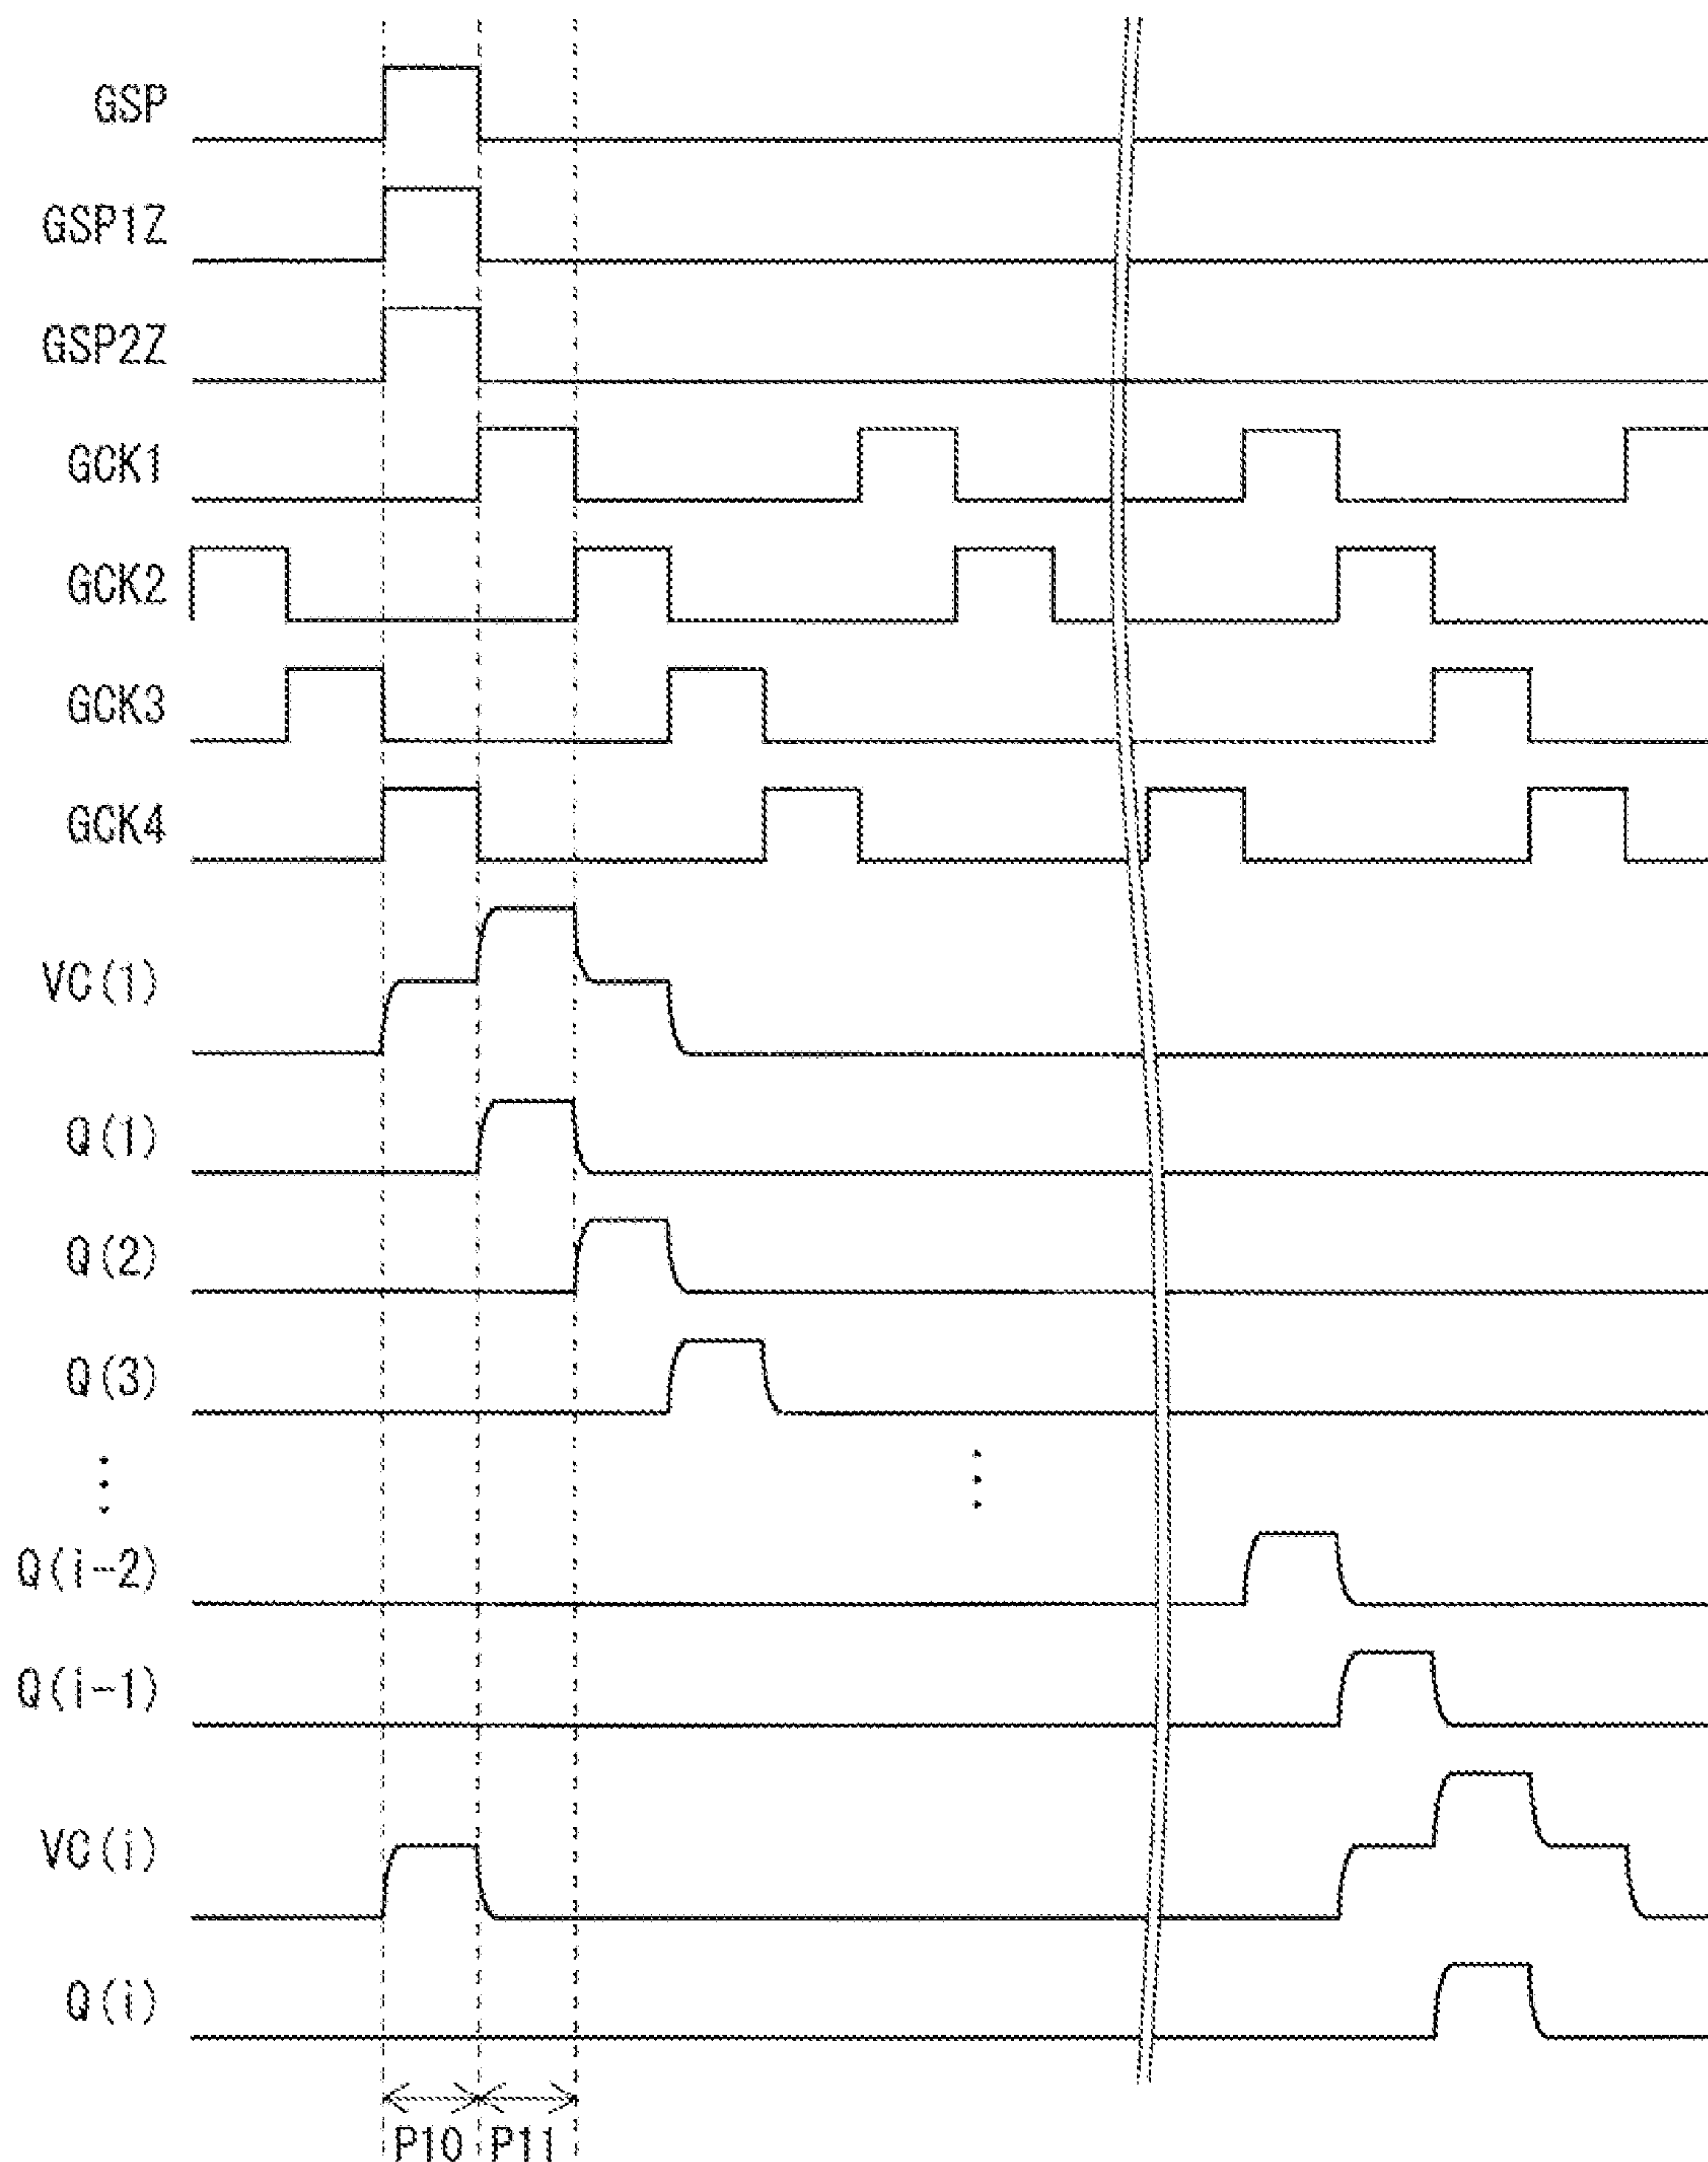 GSP
GSP1Z
GSP2Z
GCK1
GCK2
GCK3
GCK4
VC(1)
Q(1)
Q(2)
Q(3)
⋮ ⋮
Q(i-2)
Q(i-1)
VC(i)
Q(i)
P10 P11